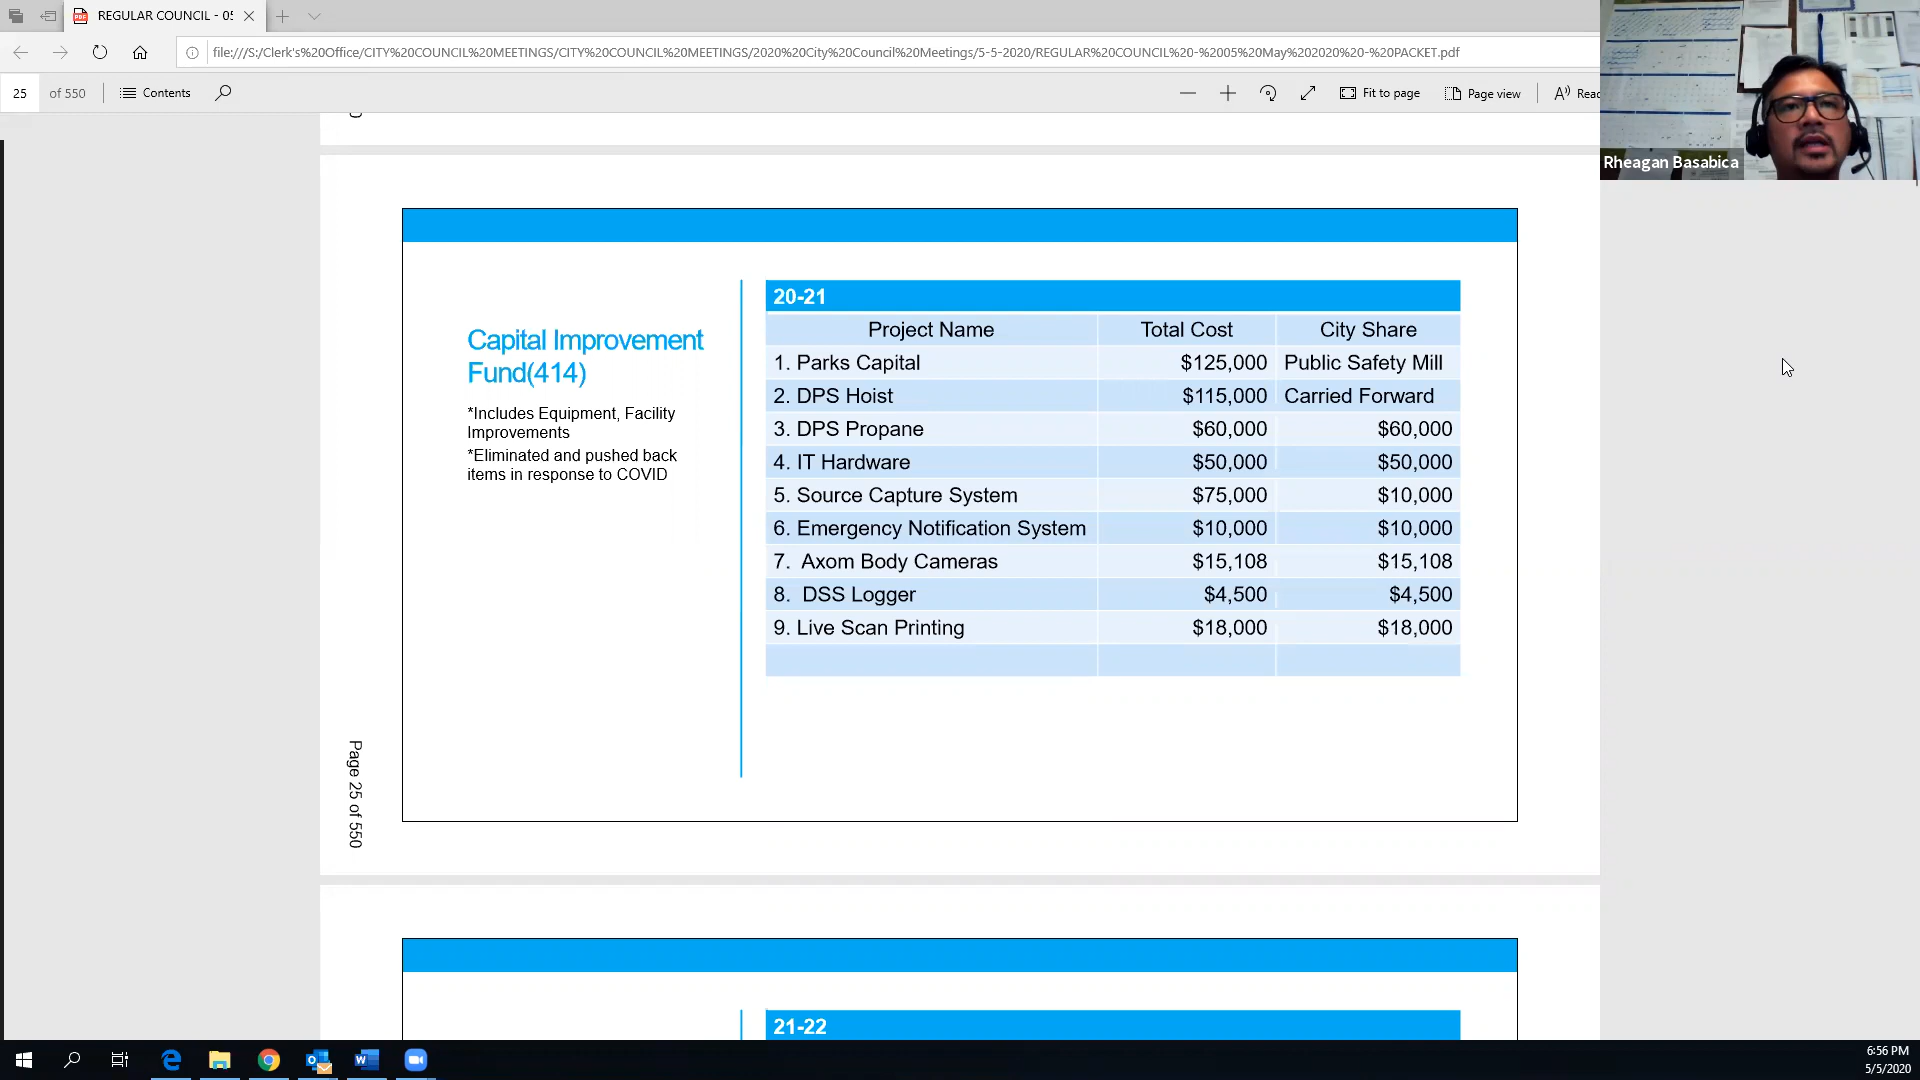 REGULAR COUNCIL - 05
file:///S:/Clerk's%20Office/CITY%20COUNCIL%20MEETINGS/CITY%20COUNCIL%20MEETINGS/2020%20City%20Council%20Meetings/5-5-2020/REGULAR%20COUNCIL%20-%2005%20May%202020%20-%20PACKET.pdf
25 of 550 Contents Fit to page Page view Reac
Rheagan Basabica
Capital Improvement
Fund(414)
*Includes Equipment, Facility
Improvements
*Eliminated and pushed back
items in response to COVID
20-21
Project Name Total Cost City Share
1. Parks Capital $125,000 Public Safety Mill
2. DPS Hoist $115,000 Carried Forward
3. DPS Propane $60,000 $60,000
4. IT Hardware $50,000 $50,000
5. Source Capture System $75,000 $10,000
6. Emergency Notification System $10,000 $10,000
7. Axom Body Cameras $15,108 $15,108
8. DSS Logger $4,500 $4,500
9. Live Scan Printing $18,000 $18,000
Page 25 of 550
21-22
6:56 PM
5/5/2020